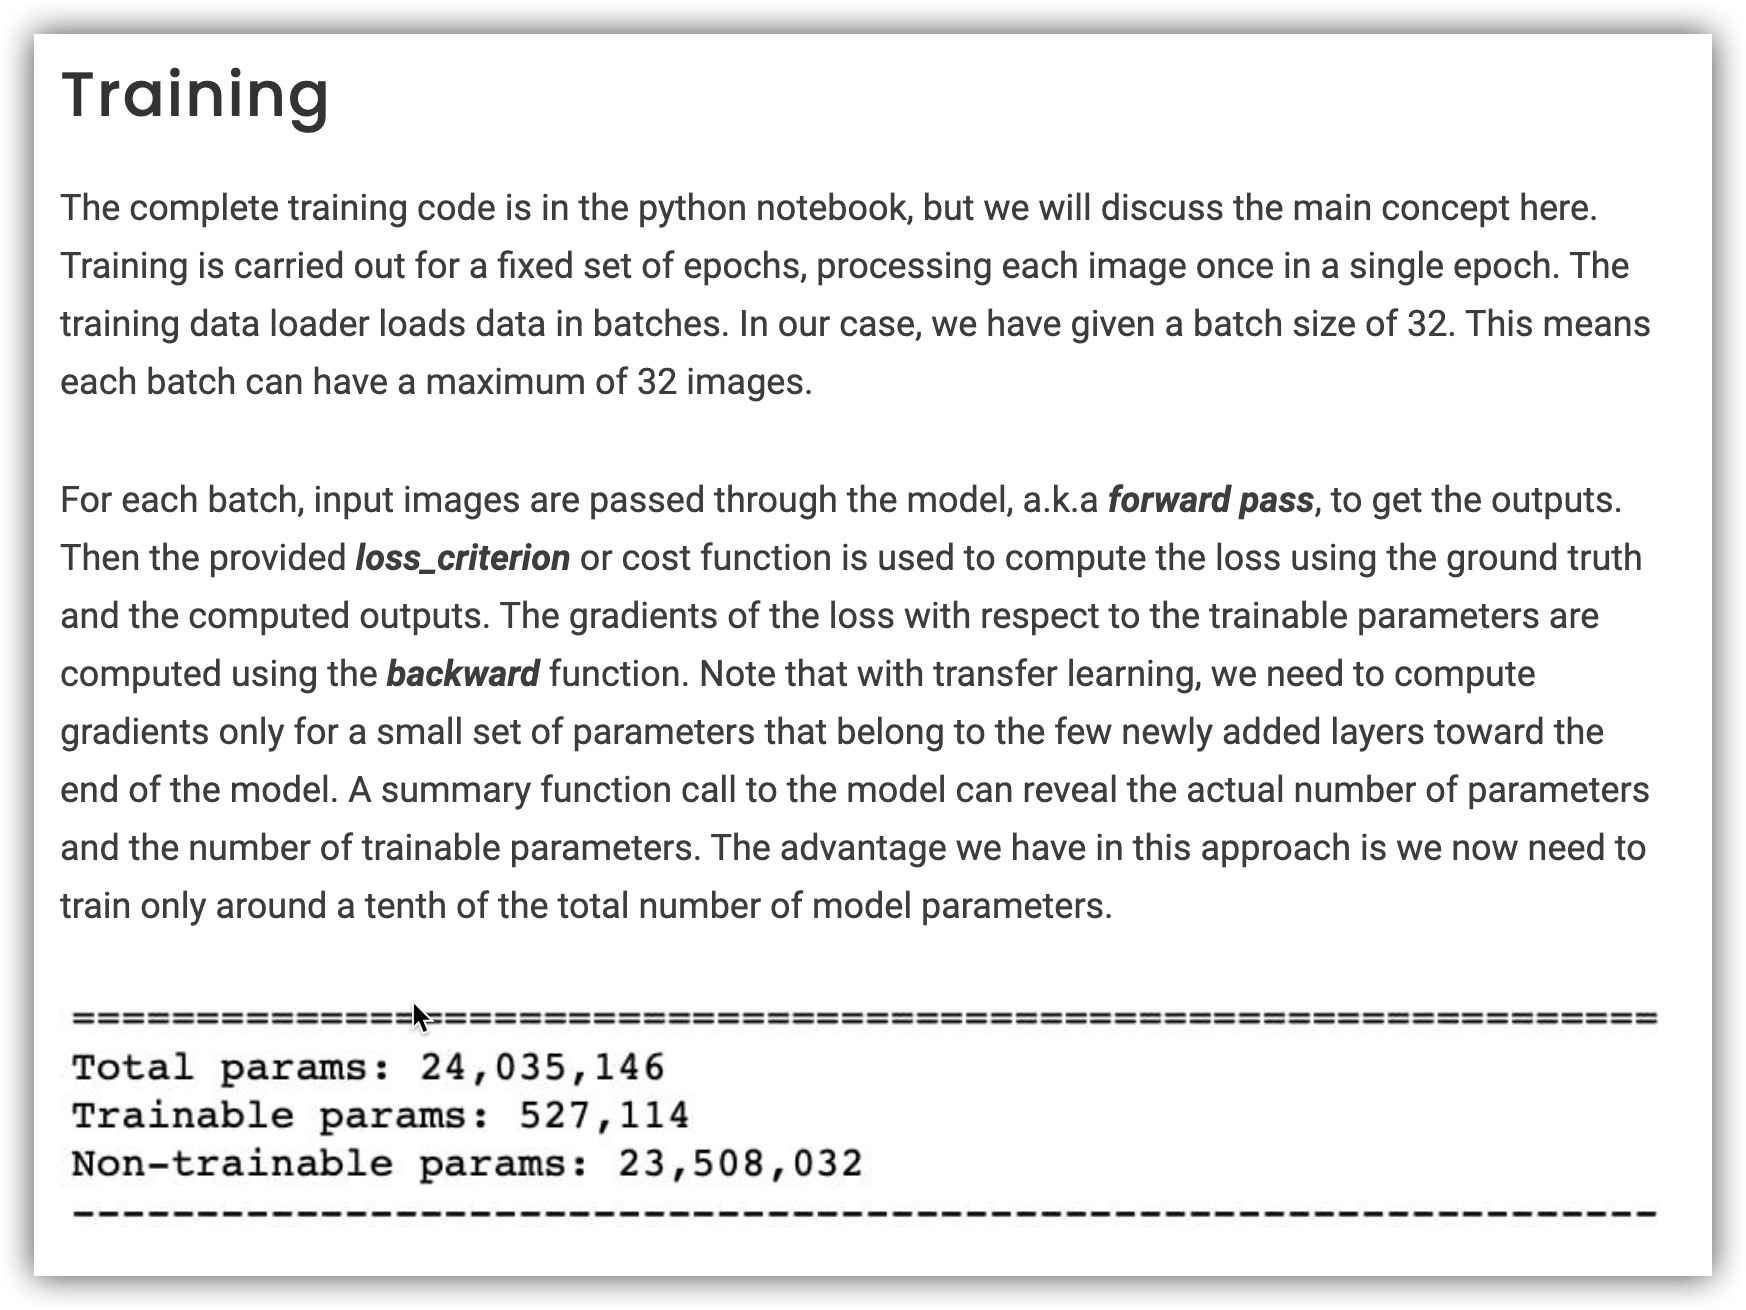 Training
The complete training code is in the python notebook, but we will discuss the main concept here.
Training is carried out for a fixed set of epochs, processing each image once in a single epoch. The
training data loader loads data in batches. In our case, we have given a batch size of 32. This means
each batch can have a maximum of 32 images.
For each batch, input images are passed through the model, a.k.a forward pass, to get the outputs.
Then the provided loss_criterion or cost function is used to compute the loss using the ground truth
and the computed outputs. The gradients of the loss with respect to the trainable parameters are
computed using the backward function. Note that with transfer learning, we need to compute
gradients only for a small set of parameters that belong to the few newly added layers toward the
end of the model. A summary function call to the model can reveal the actual number of parameters
and the number of trainable parameters. The advantage we have in this approach is we now need to
train only around a tenth of the total number of model parameters.
================================================================
Total params: 24,035,146
Trainable params: 527,114
Non-trainable params: 23,508,032
----------------------------------------------------------------